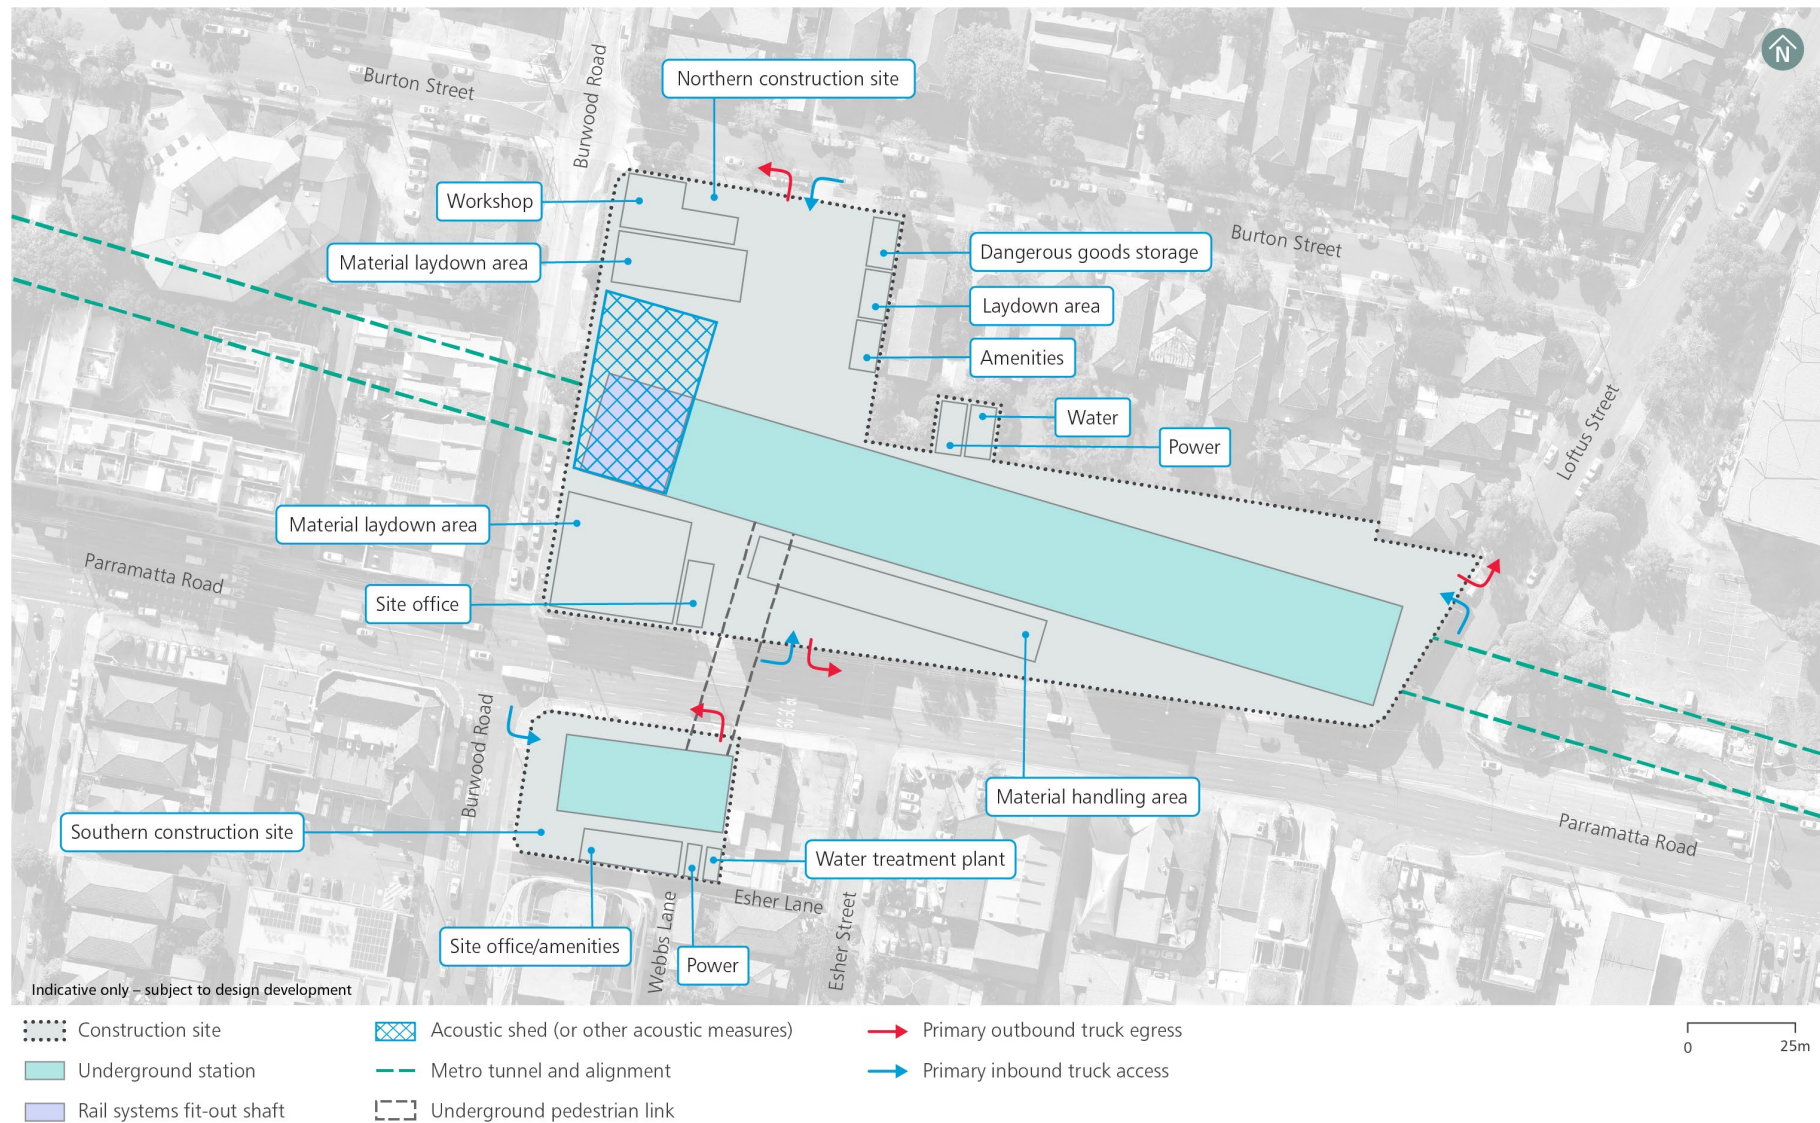 N
Burton Street
Burwood Road
Northern construction site
Workshop
Material laydown area
Burton Street
Dangerous goods storage
Laydown area
Amenities
Water
Power
Loftus Street
Material laydown area
Site office
Parramatta Road
Burwood Road
Southern construction site
Material handling area
Parramatta Road
Water treatment plant
Esher Lane
Site office/amenities
Webbs Lane
Power
Esher Street
Indicative only – subject to design development
Construction site
Acoustic shed (or other acoustic measures)
Primary outbound truck egress
0 25m
Underground station
Metro tunnel and alignment
Primary inbound truck access
Rail systems fit-out shaft
Underground pedestrian link